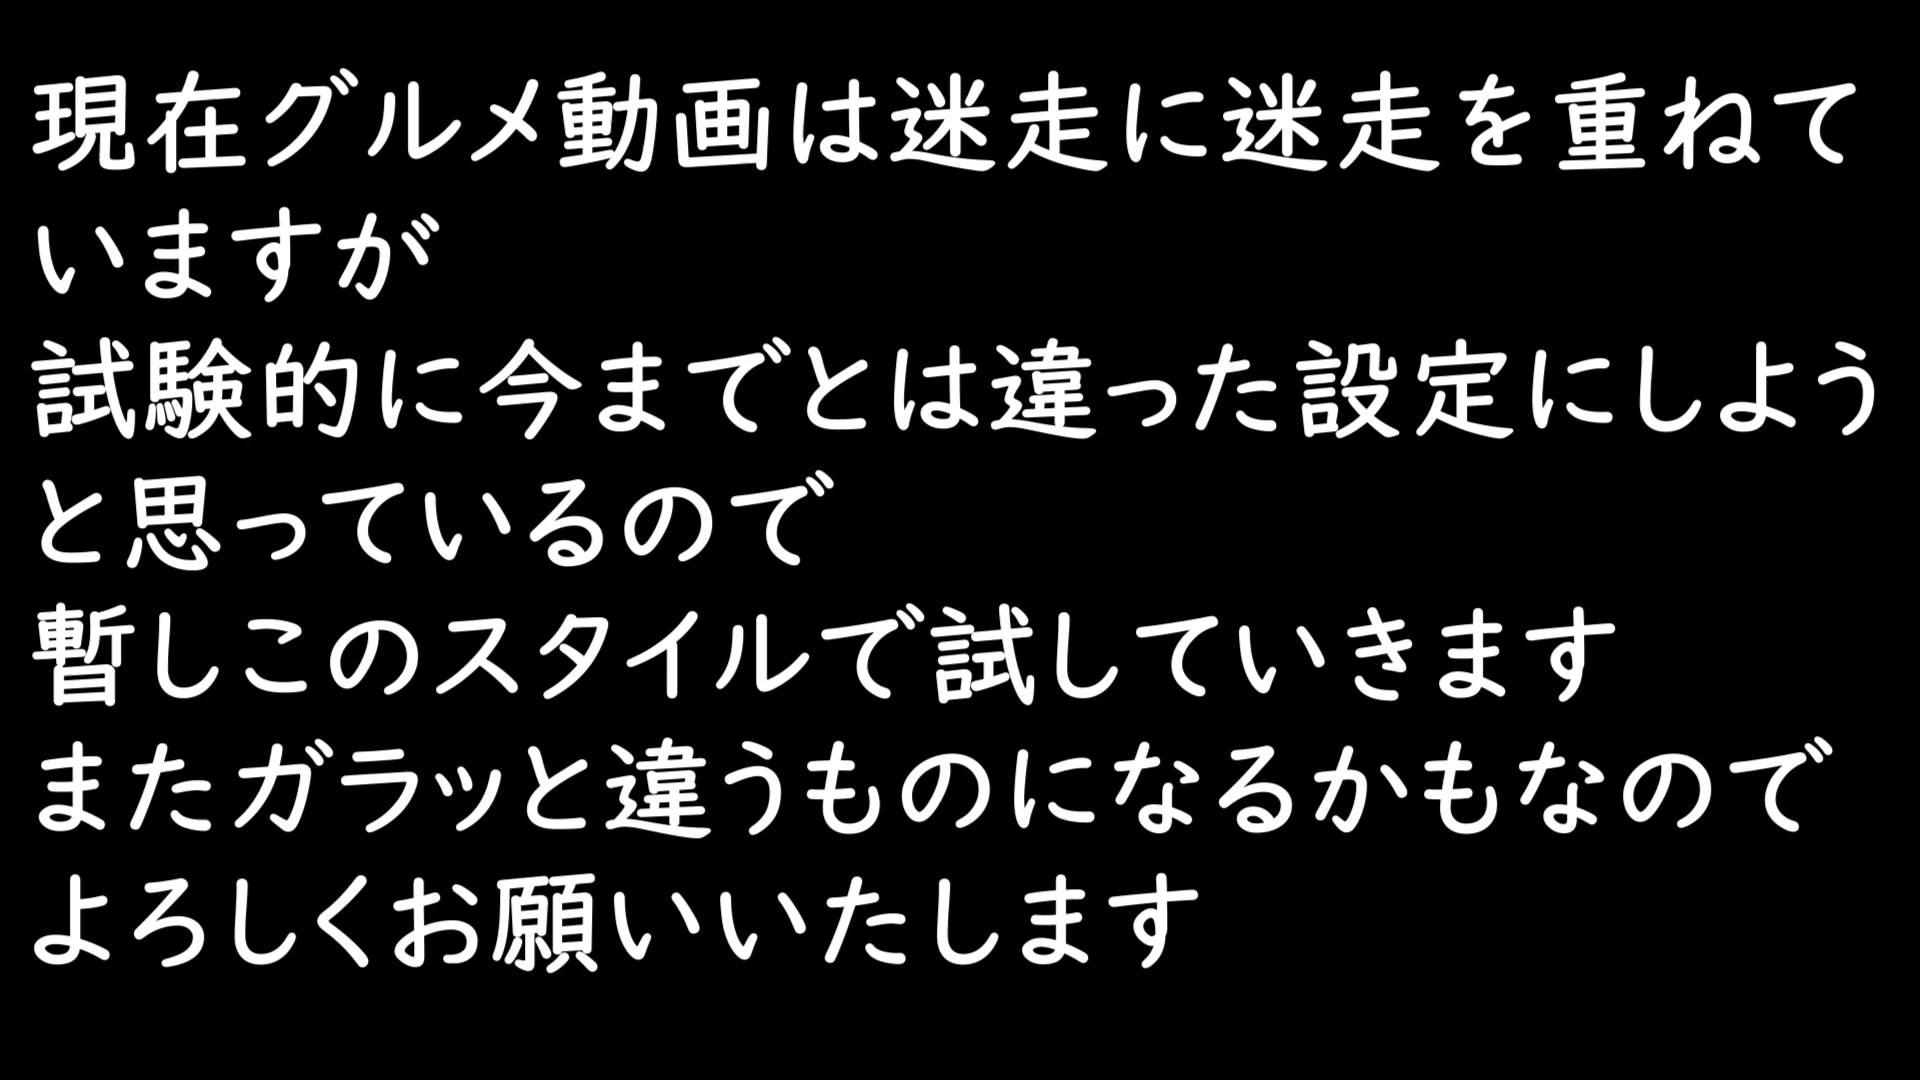 現在グルメ動画は迷走に迷走を重ねて
いますが
試験的に今までとは違った設定にしよう
と思っているので
暫しこのスタイルで試していきます
またガラッと違うものになるかもなので
よろしくお願いいたします